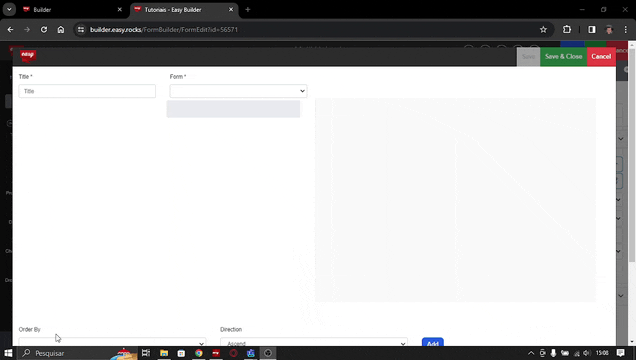 Builder
Tutoriais - Easy Builder
builder.easy.rocks/FormBuilder/FormEdit?id=56571
easy
Save
Save & Close
Cancel
Title *
Form *
Title
Order By
Direction
Ascend
Add
Pesquisar
15:08